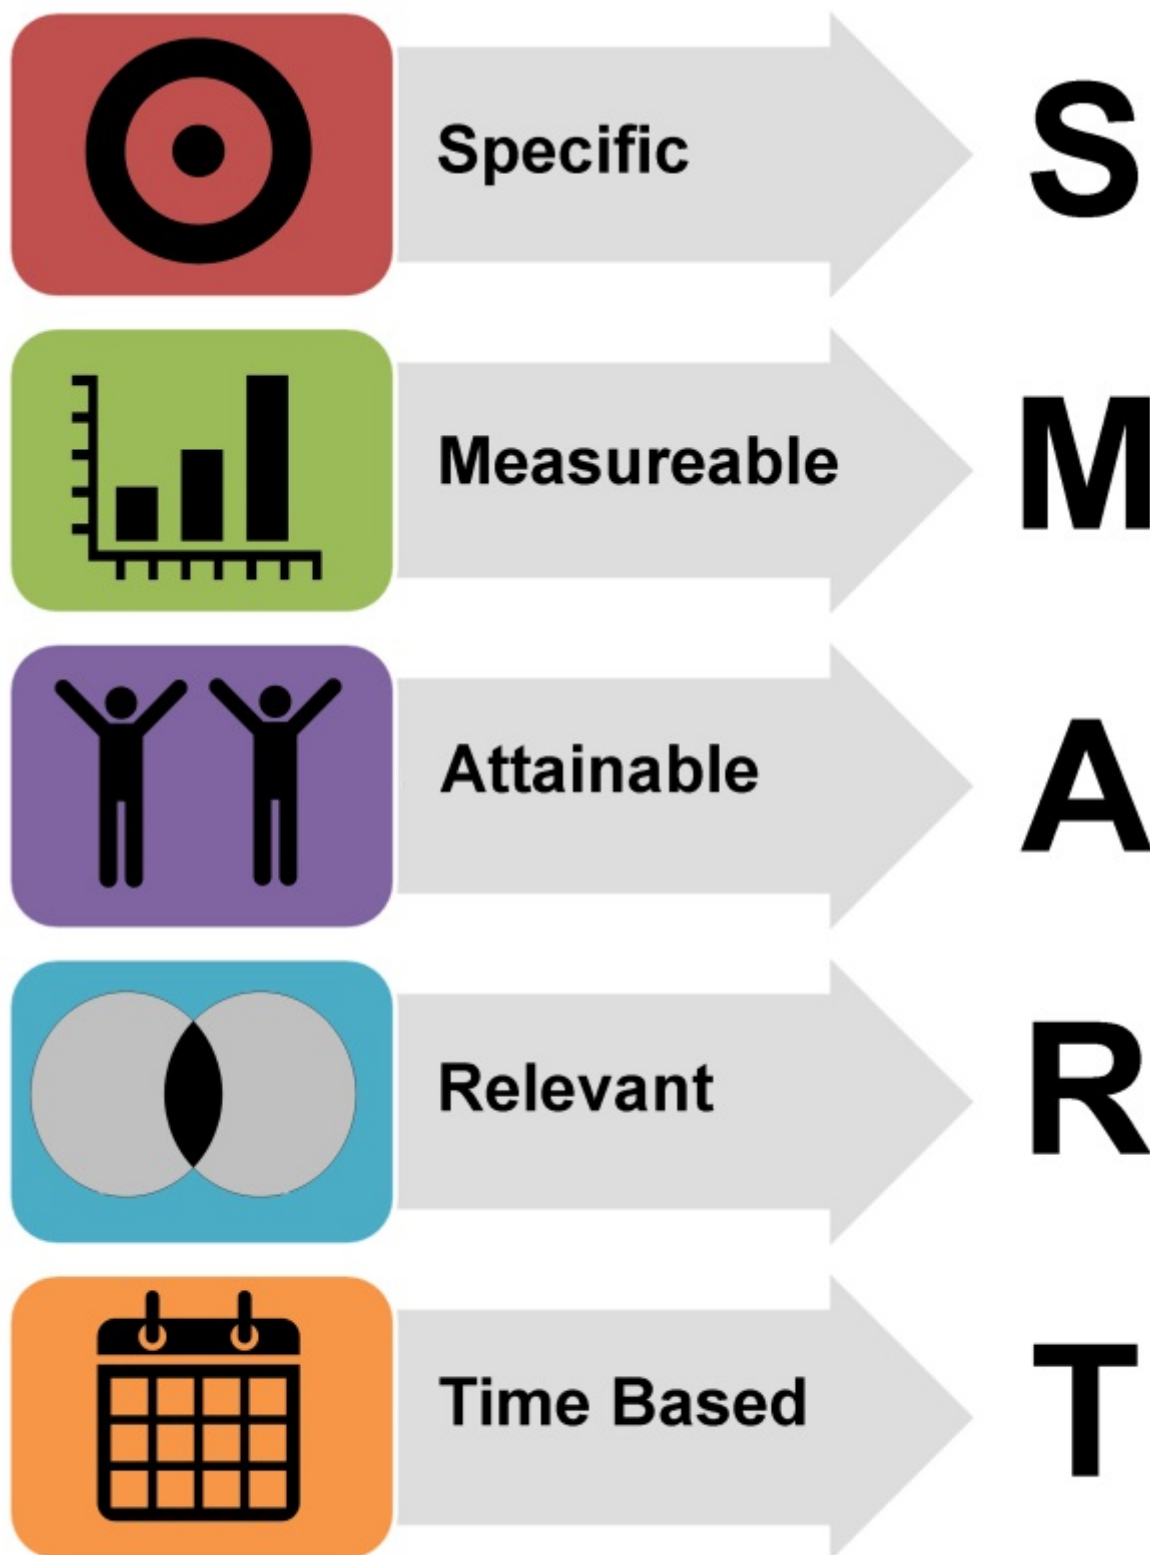 Specific S
Measureable M
Attainable A
Relevant R
Time Based T